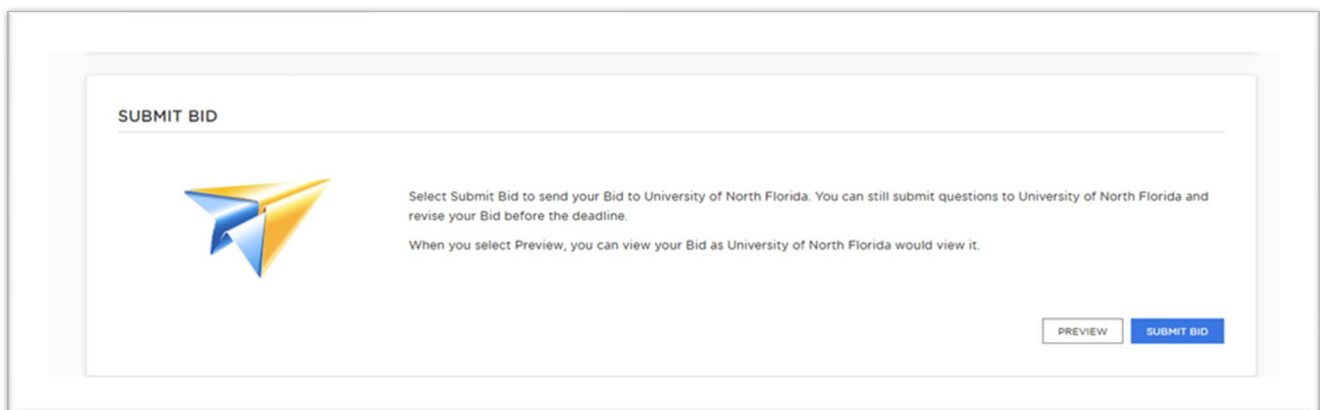 SUBMIT BID
Select Submit Bid to send your Bid to University of North Florida. You can still submit questions to University of North Florida and
revise your Bid before the deadline.
When you select Preview, you can view your Bid as University of North Florida would view it.
PREVIEW
SUBMIT BID